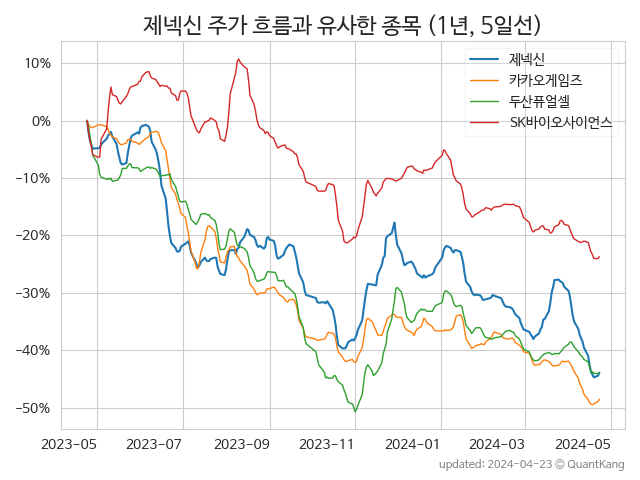 제넥신 주가 흐름과 유사한 종목 (1년, 5일선)
제넥신
카카오게임즈
두산퓨얼셀
SK바이오사이언스
10%
0%
−10%
−20%
−30%
−40%
−50%
2023-05 2023-07 2023-09 2023-11 2024-01 2024-03 2024-05
updated: 2024-04-23 © QuantKang